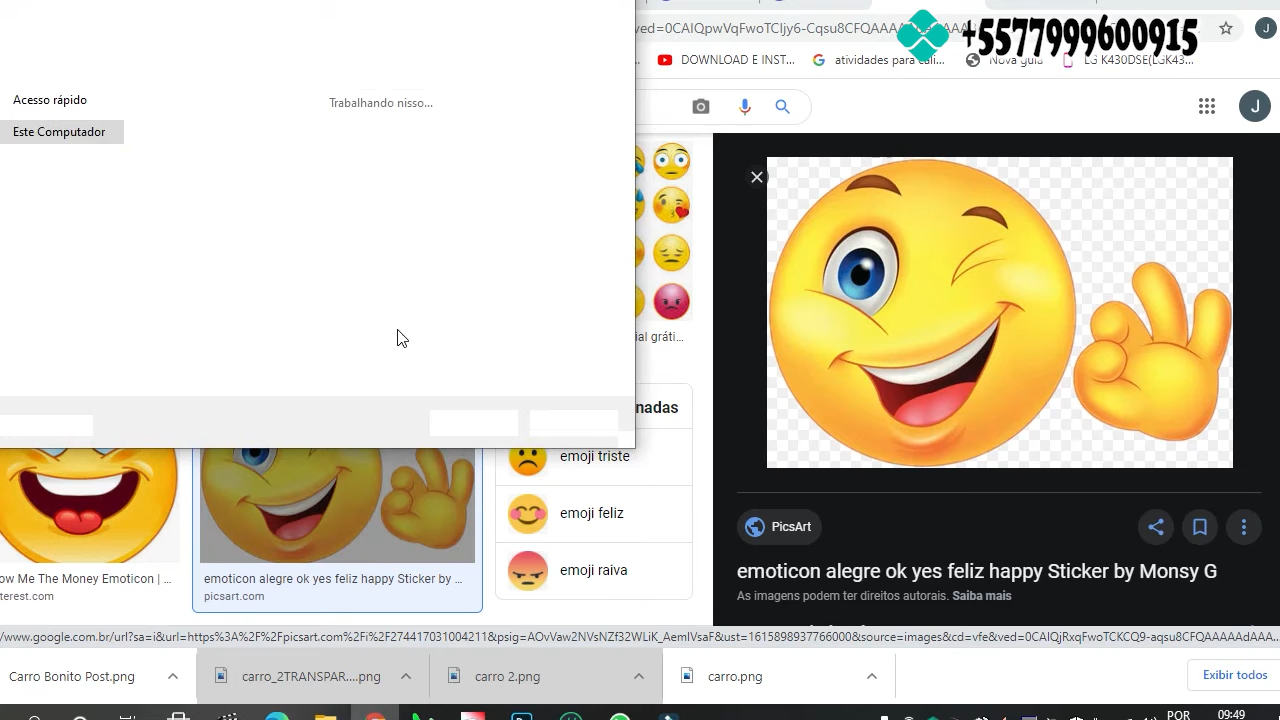 +5577999600915
ved=0CAIQpwVqFwoTCIjy6-Cqsu8CFQAAA
J
DOWNLOAD E INST...
atividades para cali...
Nova guia
LG K430DSE(LGK43...
Acesso rápido
Trabalhando nisso...
J
Este Computador
ial gráti...
nadas
emoji triste
emoji feliz
PicsArt
emoji raiva
emoticon alegre ok yes feliz happy Sticker by Monsy G
ow Me The Money Emoticon | ...
emoticon alegre ok yes feliz happy Sticker by ...
As imagens podem ter direitos autorais. Saiba mais
terest.com
picsart.com
/www.google.com.br/url?sa=i&url=https%3A%2F%2Fpicsart.com%2Fi%2F274417031004211&psig=AOvVaw2NVsNZf32WLiK_AemIVsaF&ust=1615898937766000&source=images&cd=vfe&ved=0CAIQjRxqFwoTCKCQ9-aqsu8CFQAAAAAdAAA...
Carro Bonito Post.png
carro_2TRANSPAR....png
carro 2.png
carro.png
Exibir todos
POR
09:49